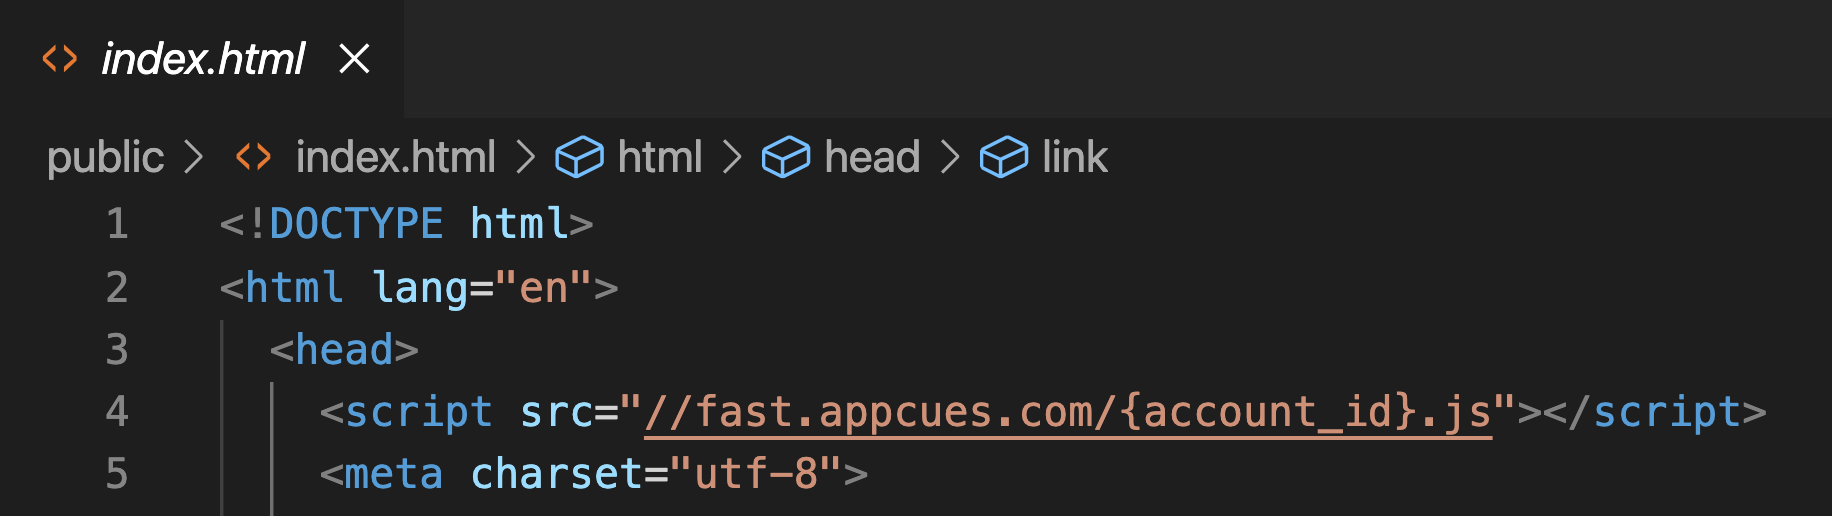 index.html
public > index.html > html > head > link
1 <!DOCTYPE html>
2 <html lang="en">
3 <head>
4 <script src="//fast.appcues.com/{account_id}.js"></script>
5 <meta charset="utf-8">